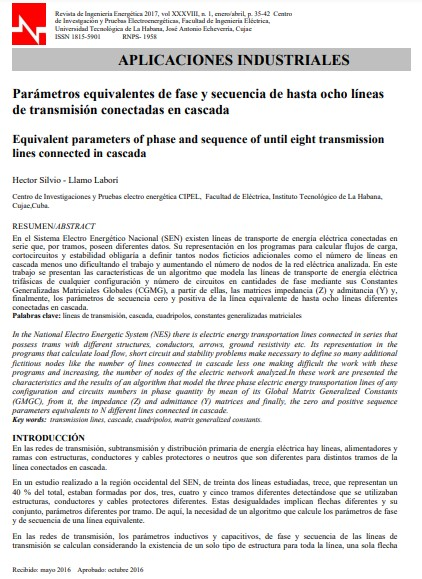 Revista de Ingeniería Energética 2017, vol XXXVIII, n. 1, enero/abril, p. 35-42 Centro
de Investgación y Pruebas Electroenergéticas, Facultad de Ingeniería Eléctrica,
Universidad Tecnológica de La Habana, José Antonio Echeverría, Cujae
ISSN 1815-5901 RNPS- 1958
APLICACIONES INDUSTRIALES
Parámetros equivalentes de fase y secuencia de hasta ocho líneas
de transmisión conectadas en cascada
Equivalent parameters of phase and sequence of until eight transmission
lines connected in cascada
Hector Silvio - Llamo Laborí
Centro de Investigaciones y Pruebas electro energética CIPEL, Facultad de Eléctrica, Instituto Tecnológico de La Habana,
Cujae,Cuba.
RESUMEN/ABSTRACT
En el Sistema Electro Energético Nacional (SEN) existen líneas de transporte de energía eléctrica conectadas en
serie que, por tramos, poseen diferentes datos. Su representación en los programas para calcular flujos de carga,
cortocircuitos y estabilidad obligaría a definir tantos nodos ficticios adicionales como el número de líneas en
cascada menos uno dificultando el trabajo y aumentando el número de nodos de la red eléctrica analizada. En este
trabajo se presentan las características de un algoritmo que modela las líneas de transporte de energía eléctrica
trifásicas de cualquier configuración y número de circuitos en cantidades de fase mediante sus Constantes
Generalizadas Matriciales Globales (CGMG), a partir de ellas, las matrices impedancia (Z) y admitancia (Y) y,
finalmente, los parámetros de secuencia cero y positiva de la línea equivalente de hasta ocho líneas diferentes
conectadas en cascada.
Palabras clave: líneas de transmisión, cascada, cuadripolos, constantes generalizadas matriciales
In the National Electro Energetic System (NES) there is electric energy transportation lines connected in series that
possess trams with different structures, conductors, arrows, ground resistivity etc. Its representation in the
programs that calculate load flow, short circuit and stability problems make necessary to define so many additional
fictitious nodes like the number of lines connected in cascade less one making difficult the work with these
programs and increasing, the number of nodes of the electric network analyzed In these work are presented the
characteristics and the results of an algorithm that model the three phase electric energy transportation lines of any
configuration and circuits numbers in phase quantity by mean of its Global Matrix Generalized Constants
(GMGC), from it, the impedance (Z) and Admittance (Y) matrices and finally, the zero and positive sequence
parameters equivalents to N different lines connected in cascade.
Key words: transmission lines, cascade, cuadripolos, matrix generalized constants.
INTRODUCCIÓN
En las redes de transmisión, subtransmisión y distribución primaria de energía eléctrica hay líneas, alimentadores y
ramas con estructuras, conductores y cables protectores o neutros que son diferentes para distintos tramos de la
línea conectados en cascada.
En un estudio realizado a la región occidental del SEN, de treinta dos líneas estudiadas, trece, que representan un
40 % del total, estaban formadas por dos, tres, cuatro y cinco tramos diferentes detectándose que se utilizaban
estructuras, conductores y cables protectores diferentes. Estas desigualdades implican flechas diferentes y su
conjunto, parámetros diferentes por tramo. De aquí, la necesidad de un algoritmo que calcule los parámetros de fase
y de secuencia de una línea equivalente.
En las redes de transmisión, los parámetros inductivos y capacitivos, de fase y secuencia de las líneas de
transmisión se calculan considerando la existencia de un solo tipo de estructura para toda la línea, una sola flecha
Recibido: mayo 2016 Aprobado: octubre 2016